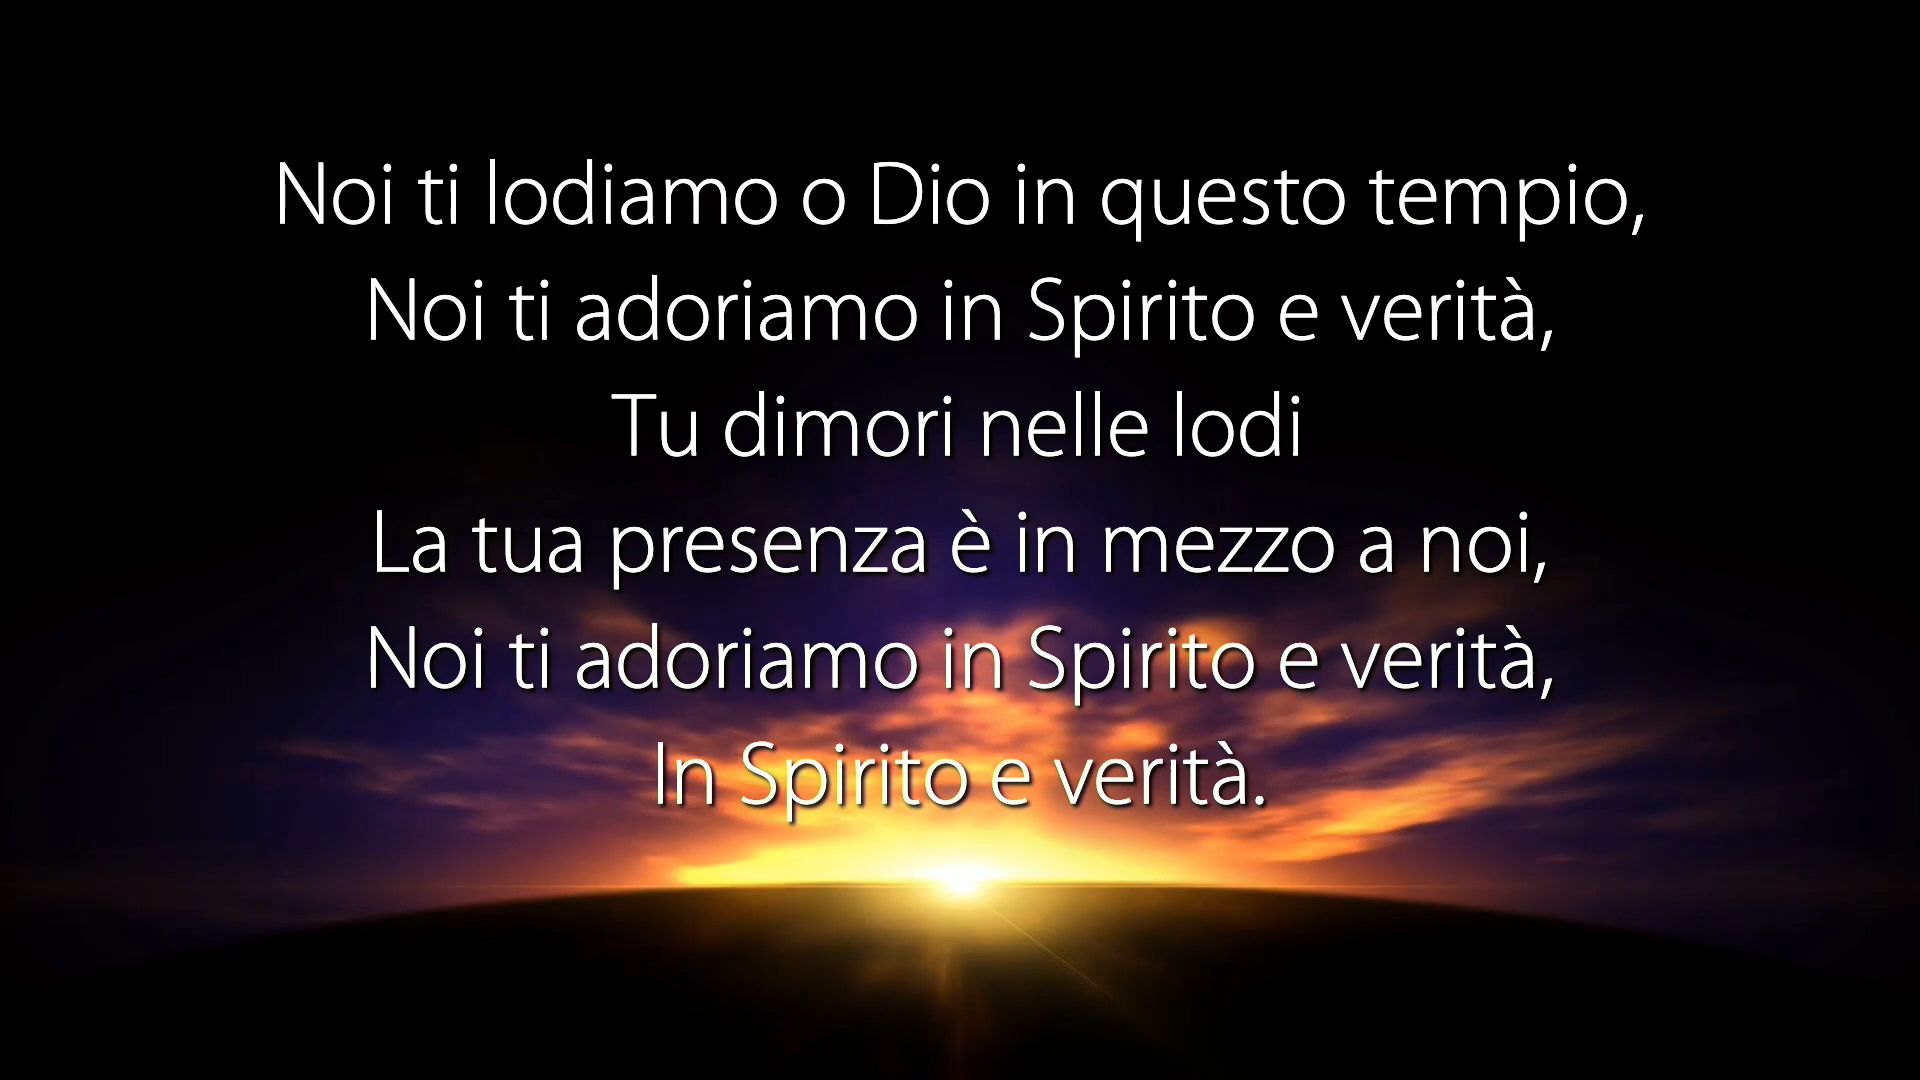 Noi ti lodiamo o Dio in questo tempio,
Noi ti adoriamo in Spirito e verità,
Tu dimori nelle lodi
La tua presenza è in mezzo a noi,
Noi ti adoriamo in Spirito e verità,
In Spirito e verità.